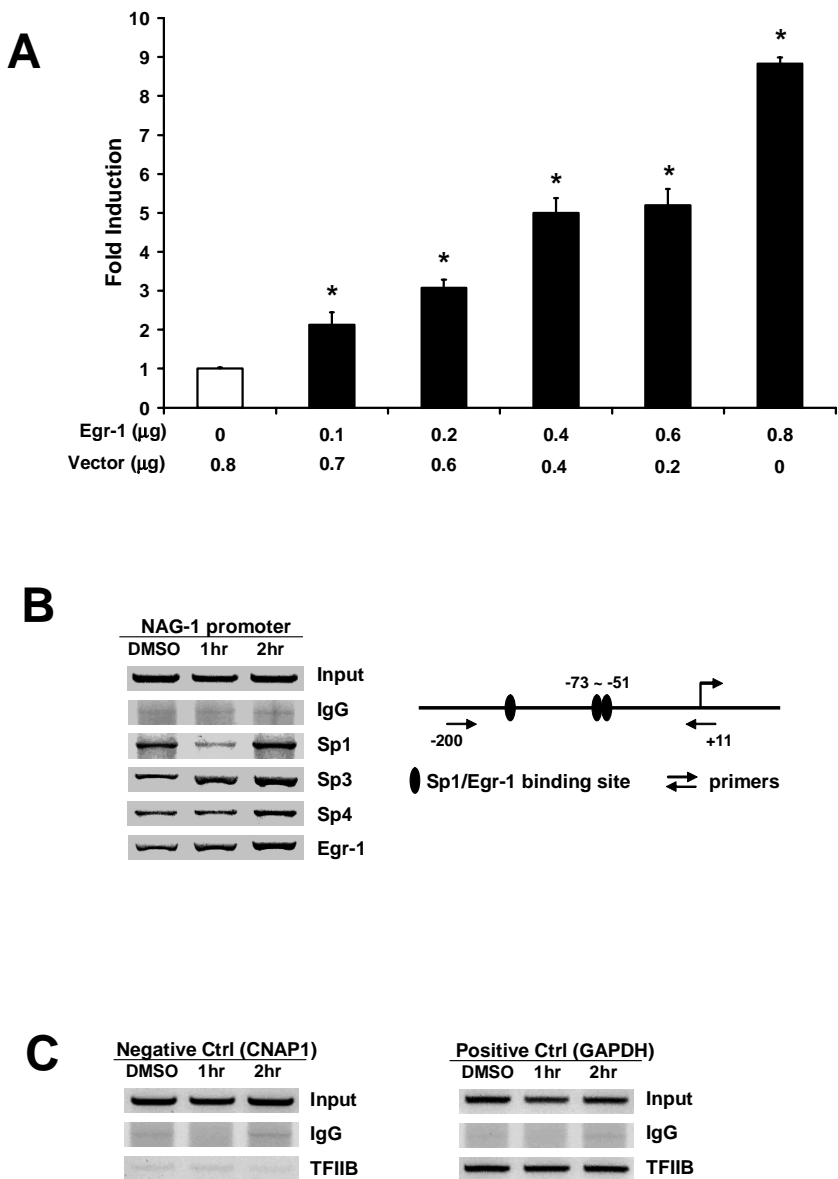 A
10
9
8
7
6
5
4
3
2
1
0
Fold Induction
* * * * *
Egr-1 (μg) 0 0.1 0.2 0.4 0.6 0.8
Vector (μg) 0.8 0.7 0.6 0.4 0.2 0
B
NAG-1 promoter
DMSO 1hr 2hr
Input
IgG
Sp1
Sp3
Sp4
Egr-1
-73 ~ -51
-200 +11
Sp1/Egr-1 binding site primers
C
Negative Ctrl (CNAP1)
DMSO 1hr 2hr
Input
IgG
TFIIB
Positive Ctrl (GAPDH)
DMSO 1hr 2hr
Input
IgG
TFIIB